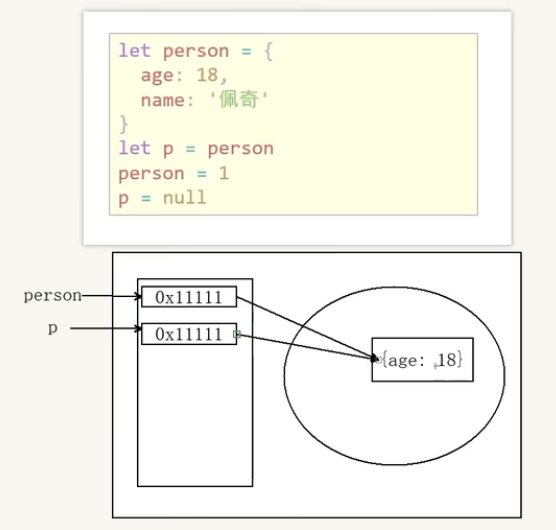 let person = {
  age: 18,
  name: '佩奇'
}
let p = person
person = 1
p = null
person
0x11111
p
0x11111
{age: 18}